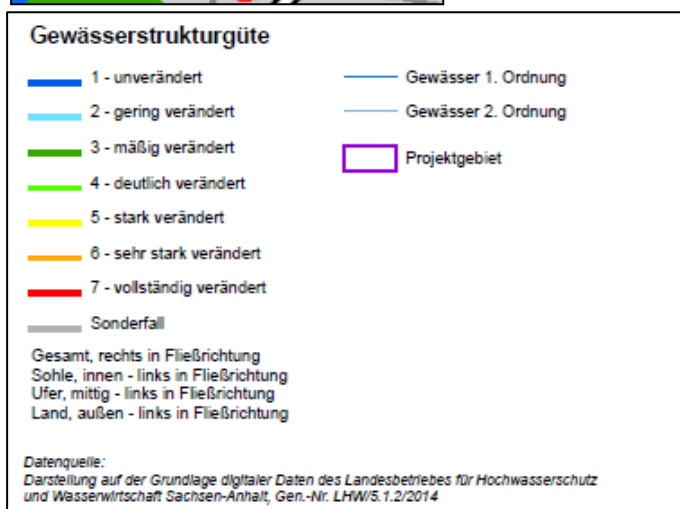 Gewässerstrukturgüte
1 - unverändert
2 - gering verändert
3 - mäßig verändert
4 - deutlich verändert
5 - stark verändert
6 - sehr stark verändert
7 - vollständig verändert
Sonderfall
Gewässer 1. Ordnung
Gewässer 2. Ordnung
Projektgebiet
Gesamt, rechts in Fließrichtung
Sohle, innen - links in Fließrichtung
Ufer, mittig - links in Fließrichtung
Land, außen - links in Fließrichtung
Datenquelle:
Darstellung auf der Grundlage digitaler Daten des Landesbetriebes für Hochwasserschutz
und Wasserwirtschaft Sachsen-Anhalt, Gen.-Nr. LHW/5.1.2/2014